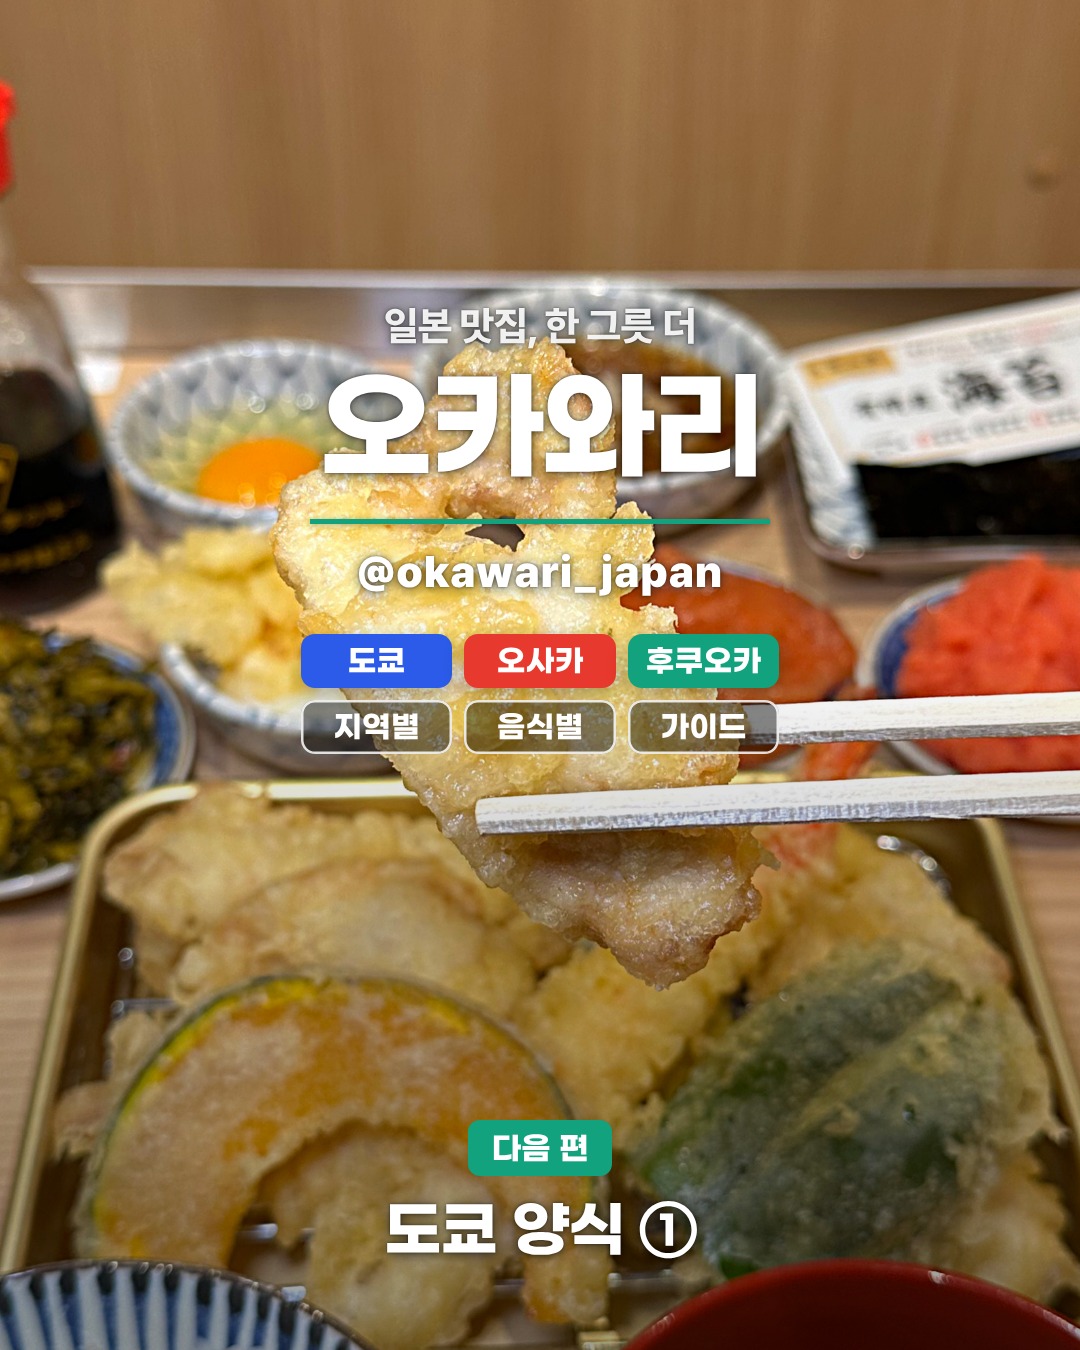 일본 맛집, 한 그릇 더
오카와리
@okawari_japan
도쿄 오사카 후쿠오카
지역별 음식별 가이드
海苔
다음 편
도쿄 양식 ①